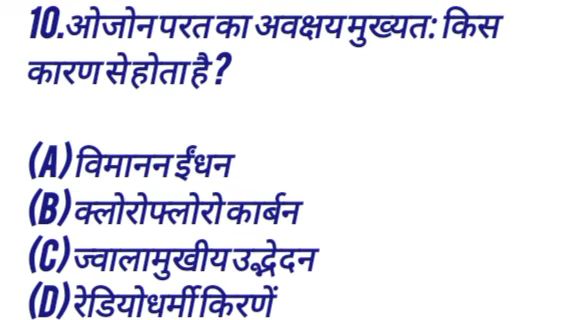 10.ओजोन परत का अवक्षय मुख्यत: किस
कारण से होता है ?
(A) विमानन ईंधन
(B) क्लोरोफ्लोरो कार्बन
(C) ज्वालामुखीय उद्भेदन
(D) रेडियोधर्मी किरणें